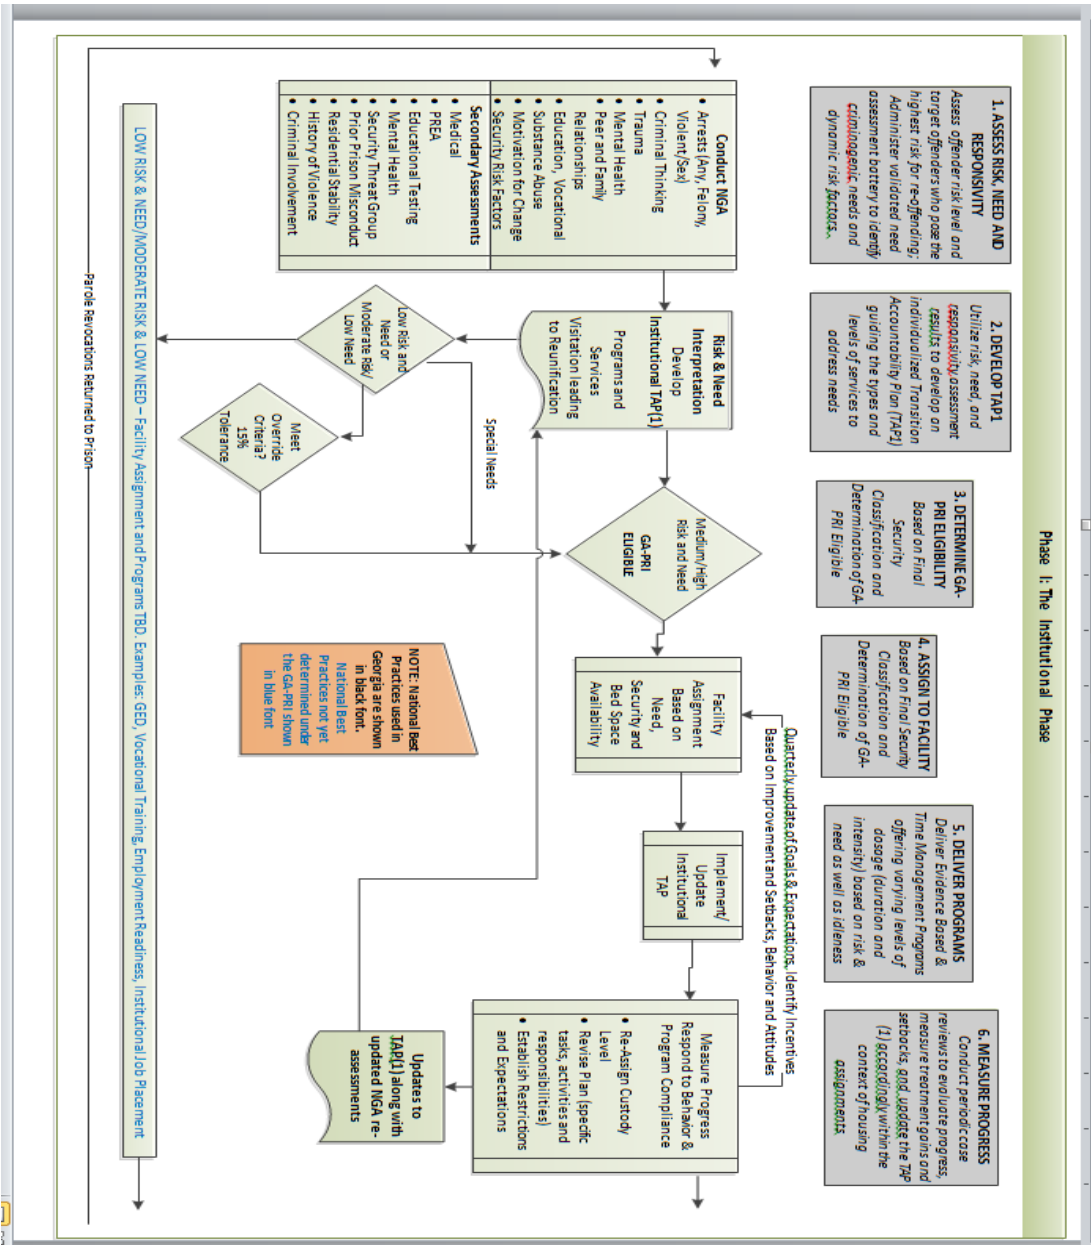 Phase I: The Institutional Phase
1. ASSESS RISK, NEED AND
RESPONSIVITY
Assess offender risk level and
target offenders who pose the
highest risk for re-offending;
Administer validated need
assessment battery to identify
criminogenic needs and
dynamic risk factors.
2. DEVELOP TAP1
Utilize risk, need, and
responsivity assessment
results to develop an
individualized Transition
Accountability Plan (TAP1)
guiding the types and
levels of services to
address needs
3. DETERMINE GA-
PRI ELIGIBILITY
Based on Final
Security
Classification and
Determination of GA-
PRI Eligible
4. ASSIGN TO FACILITY
Based on Final Security
Classification and
Determination of GA-
PRI Eligible
5. DELIVER PROGRAMS
Deliver Evidence Based &
Time Management Programs
offering varying levels of
dosage (duration and
intensity) based on risk &
need as well as idleness
6. MEASURE PROGRESS
Conduct periodic case
reviews to evaluate progress,
measure treatment gains and
setbacks, and update the TAP
(1) accordingly within the
context of housing
assignments
Quarterly update of Goals & Expectations, Identify Incentives
Based on Improvement and Setbacks, Behavior and Attitudes
Conduct NGA
• Arrests (Any, Felony,
Violent/Sex)
• Criminal Thinking
• Trauma
• Mental Health
• Peer and Family
Relationships
• Education, Vocational
• Substance Abuse
• Motivation for Change
• Security Risk Factors
Secondary Assessments
• Medical
• PREA
• Educational Testing
• Mental Health
• Security Threat Group
• Prior Prison Misconduct
• Residential Stability
• History of Violence
• Criminal Involvement
Risk & Need
Interpretation
Develop
Institutional TAP(1)
Programs and
Services
Visitation leading
to Reunification
Medium/High
Risk and Need
GA-PRI
ELIGIBLE
Facility
Assignment
Based on
Need,
Security and
Bed Space
Availability
Implement/
Update
Institutional
TAP
Measure Progress
Respond to Behavior &
Program Compliance
• Re-Assign Custody
Level
• Revise Plan (specific
tasks, activities and
responsibilities)
• Establish Restrictions
and Expectations
Low Risk and
Need or
Moderate Risk/
Low Need
Special Needs
Meet
Override
Criteria?
15%
Tolerance
NOTE: National Best
Practices used in
Georgia are shown
in black font.
National Best
Practices not yet
determined under
the GA-PRI shown
in blue font
Updates to
TAP(1) along with
updated NGA re-
assessments
LOW RISK & NEED/MODERATE RISK & LOW NEED – Facility Assignment and Programs TBD. Examples: GED, Vocational Training, Employment Readiness, Institutional Job Placement
Parole Revocations Returned to Prison